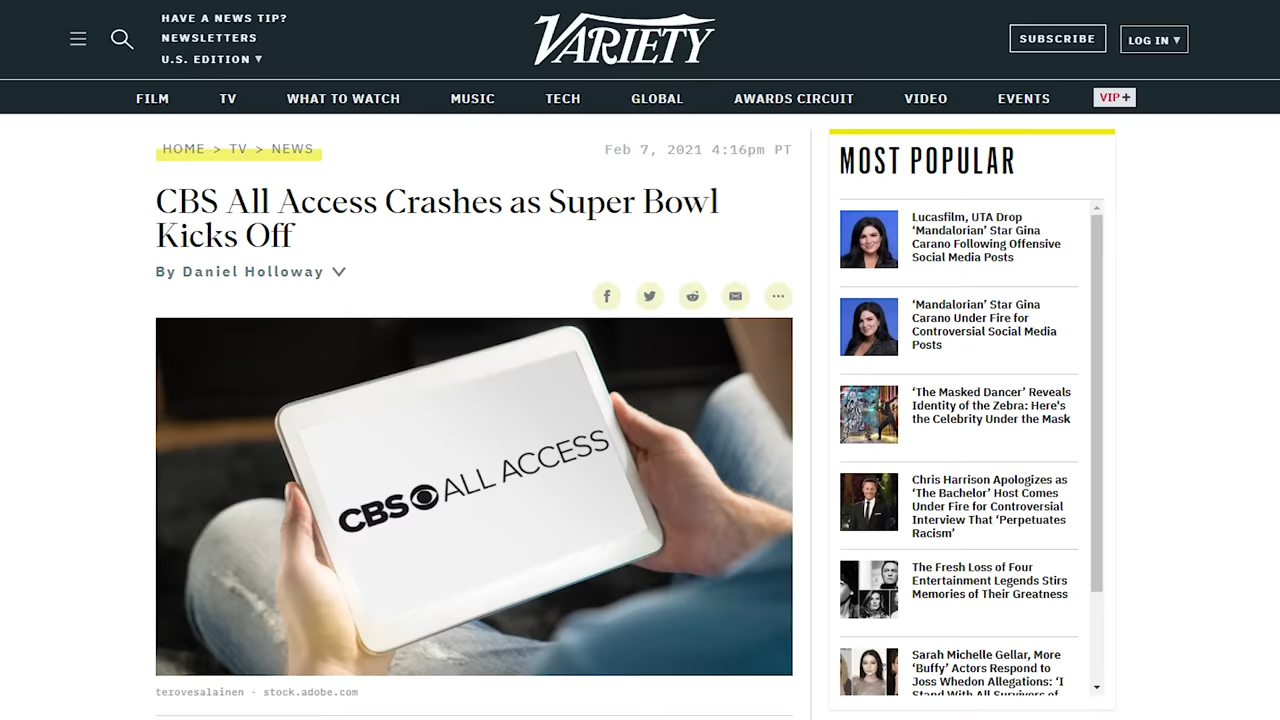 HAVE A NEWS TIP?
NEWSLETTERS
U.S. EDITION
VARIETY
SUBSCRIBE
LOG IN
FILM
TV
WHAT TO WATCH
MUSIC
TECH
GLOBAL
AWARDS CIRCUIT
VIDEO
EVENTS
VIP+
HOME > TV > NEWS
Feb 7, 2021 4:16pm PT
CBS All Access Crashes as Super Bowl
Kicks Off
By Daniel Holloway
CBS ALL ACCESS
terovesalainen - stock.adobe.com
MOST POPULAR
Lucasfilm, UTA Drop
‘Mandalorian’ Star Gina
Carano Following Offensive
Social Media Posts
‘Mandalorian’ Star Gina
Carano Under Fire for
Controversial Social Media
Posts
‘The Masked Dancer’ Reveals
Identity of the Zebra: Here's
the Celebrity Under the Mask
Chris Harrison Apologizes as
‘The Bachelor’ Host Comes
Under Fire for Controversial
Interview That ‘Perpetuates
Racism’
The Fresh Loss of Four
Entertainment Legends Stirs
Memories of Their Greatness
Sarah Michelle Gellar, More
‘Buffy’ Actors Respond to
Joss Whedon Allegations: ‘I
Stand With All Survivors of